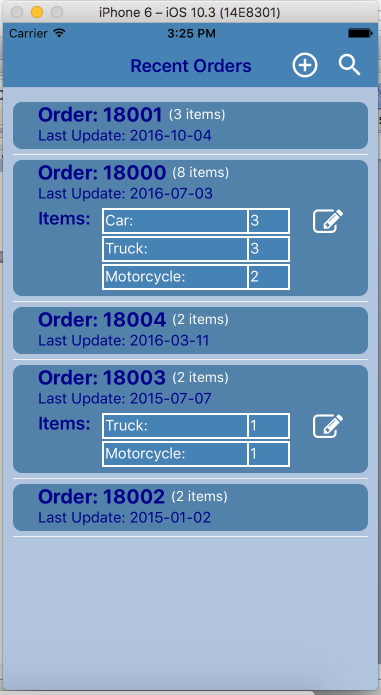 iPhone 6 – iOS 10.3 (14E8301)
Carrier 3:25 PM
Recent Orders
Order: 18001 (3 items)
Last Update: 2016-10-04
Order: 18000 (8 items)
Last Update: 2016-07-03
Items: Car: 3
Truck: 3
Motorcycle: 2
Order: 18004 (2 items)
Last Update: 2016-03-11
Order: 18003 (2 items)
Last Update: 2015-07-07
Items: Truck: 1
Motorcycle: 1
Order: 18002 (2 items)
Last Update: 2015-01-02